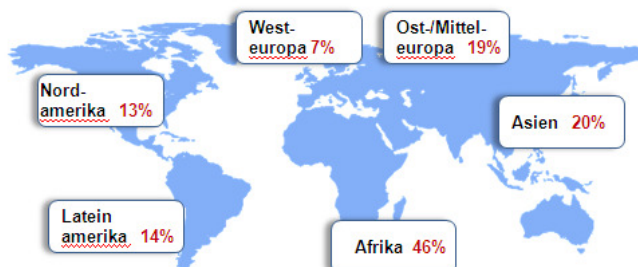 West-
europa 7%
Ost-/Mittel-
europa 19%
Nord-
amerika 13%
Asien 20%
Latein
amerika 14%
Afrika 46%